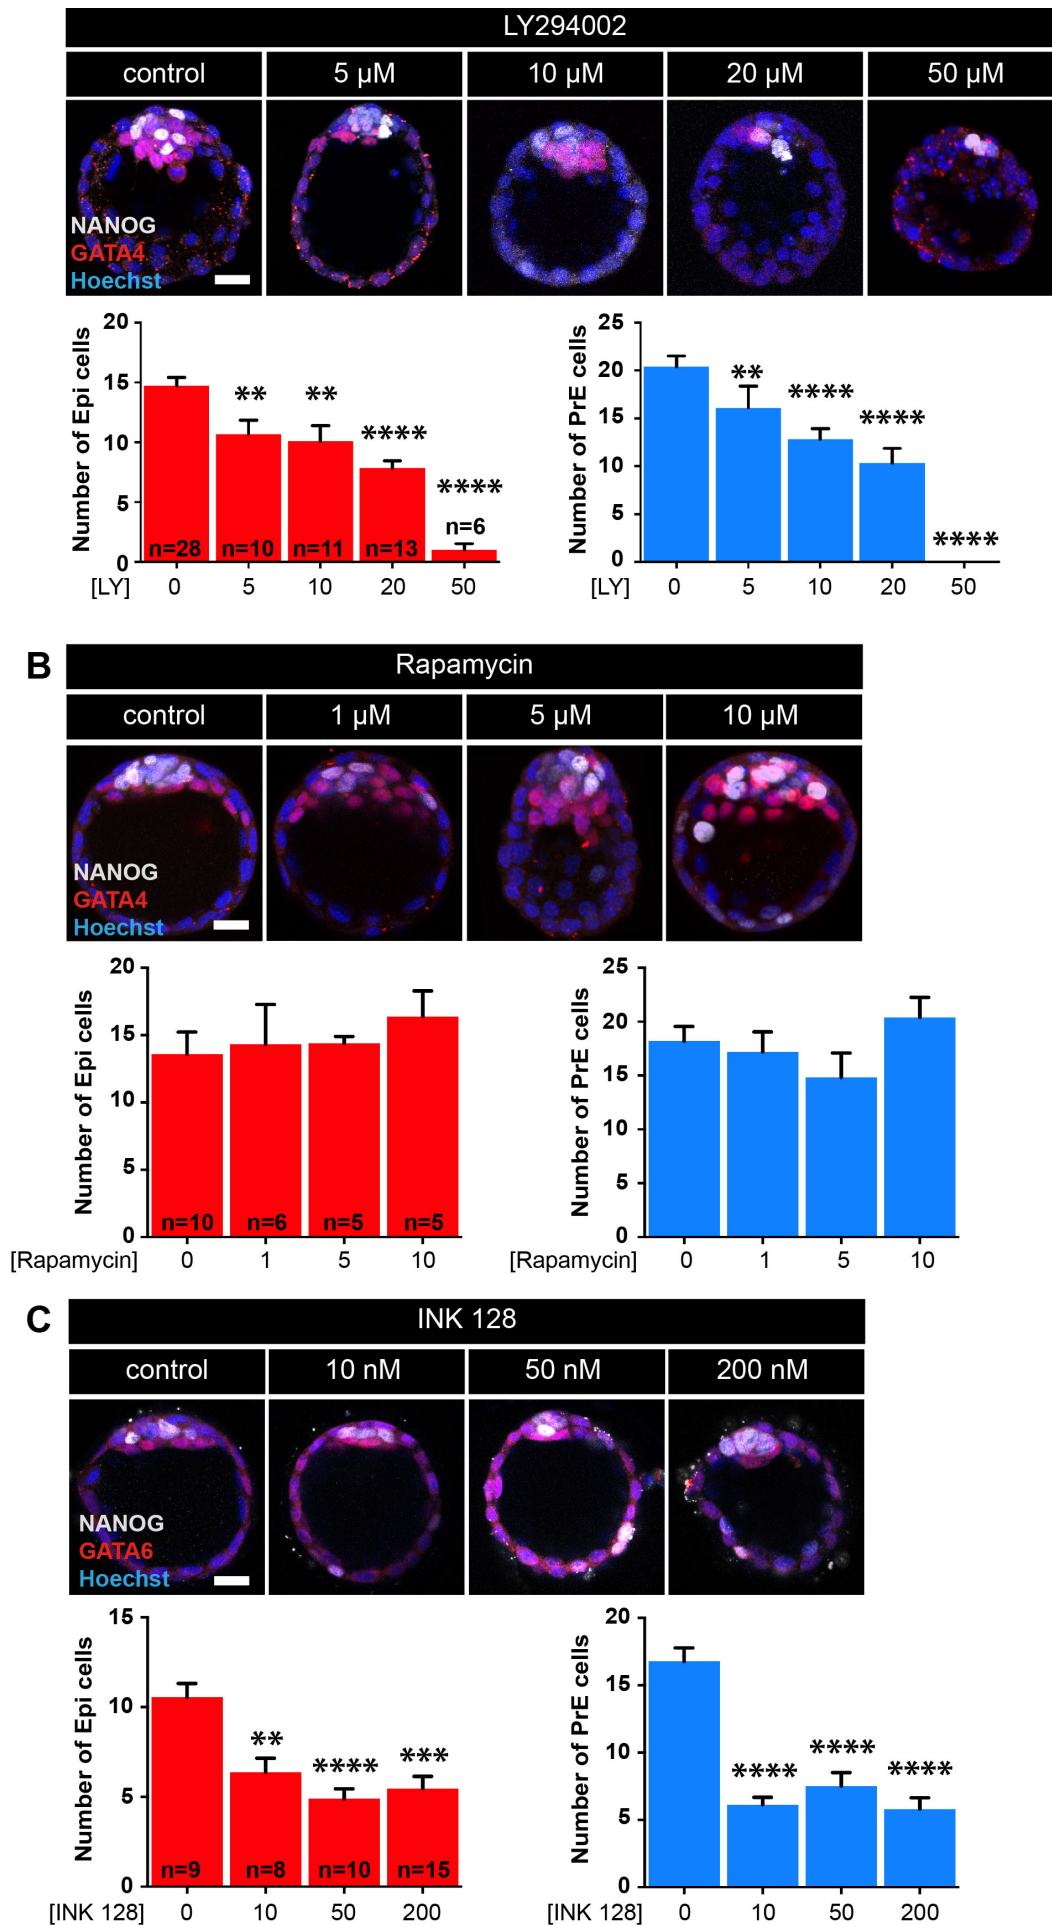 LY294002
control 5 µM 10 µM 20 µM 50 µM
NANOG
GATA4
Hoechst
20
15
10
5
0
Number of Epi cells
** ** **** ****
n=28 n=10 n=11 n=13 n=6
[LY] 0 5 10 20 50
25
20
15
10
5
0
Number of PrE cells
** **** **** ****
[LY] 0 5 10 20 50
B
Rapamycin
control 1 µM 5 µM 10 µM
NANOG
GATA4
Hoechst
20
15
10
5
0
Number of Epi cells
n=10 n=6 n=5 n=5
[Rapamycin] 0 1 5 10
25
20
15
10
5
0
Number of PrE cells
[Rapamycin] 0 1 5 10
C
INK 128
control 10 nM 50 nM 200 nM
NANOG
GATA6
Hoechst
15
10
5
0
Number of Epi cells
** **** ***
n=9 n=8 n=10 n=15
[INK 128] 0 10 50 200
20
15
10
5
0
Number of PrE cells
**** **** ****
[INK 128] 0 10 50 200